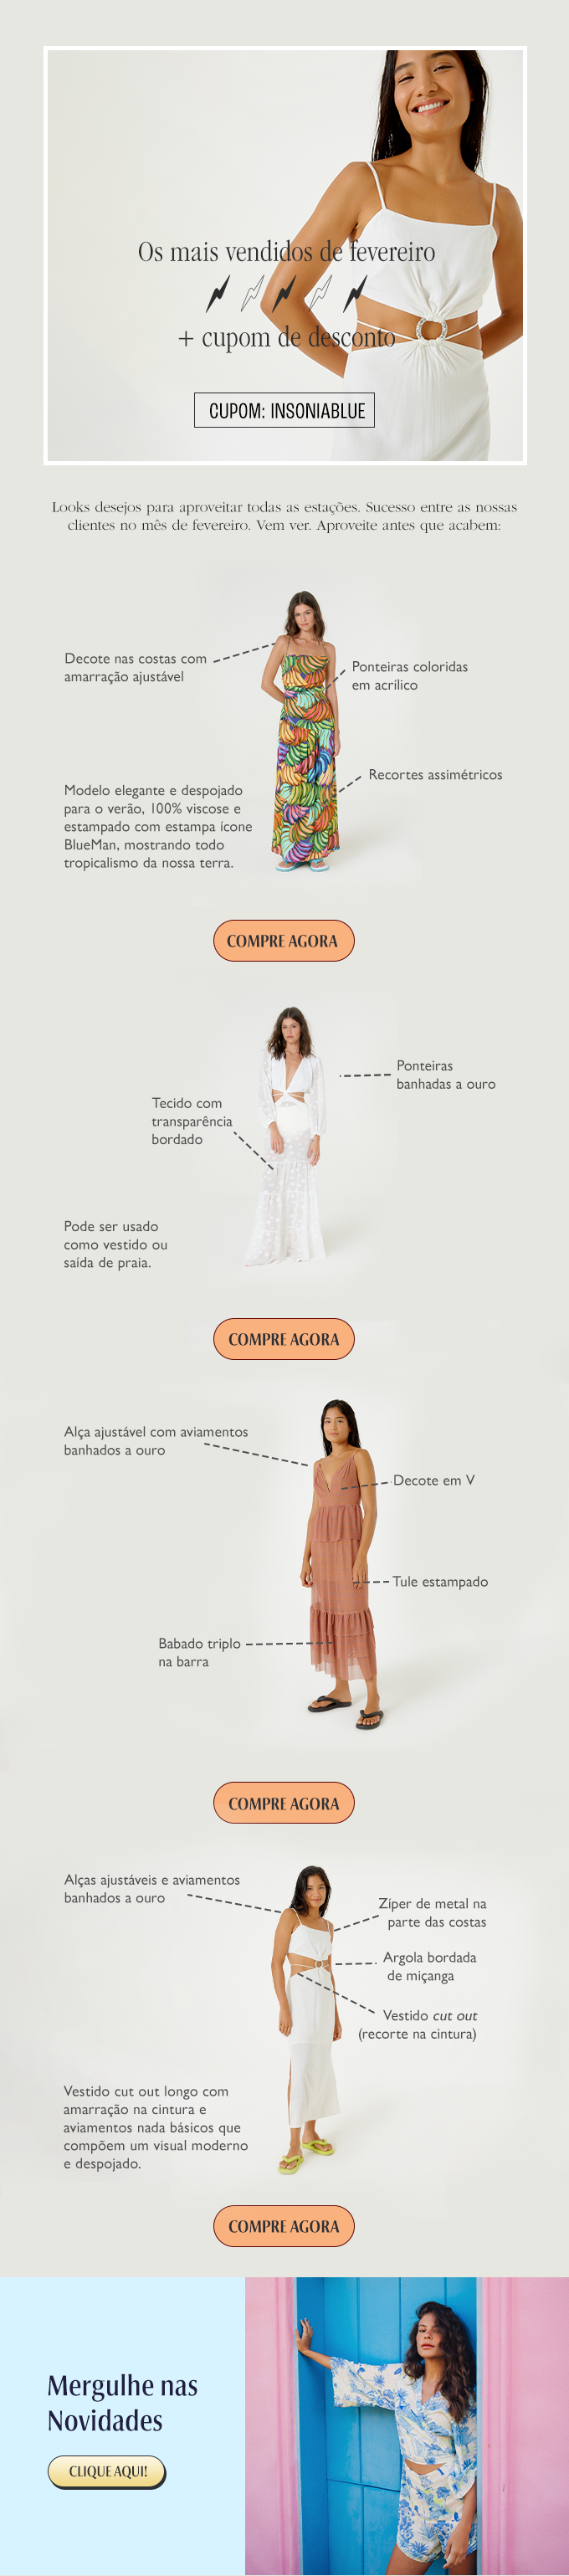 Os mais vendidos de fevereiro
+ cupom de desconto
CUPOM: INSONIABLUE
Looks desejos para aproveitar todas as estações. Sucesso entre as nossas
clientes no mês de fevereiro. Vem ver. Aproveite antes que acabem:
Decote nas costas com
amarração ajustável
Ponteiras coloridas
em acrílico
Recortes assimétricos
Modelo elegante e despojado
para o verão, 100% viscose e
estampado com estampa ícone
BlueMan, mostrando todo
tropicalismo da nossa terra.
COMPRE AGORA
Ponteiras
banhadas a ouro
Tecido com
transparência
bordado
Pode ser usado
como vestido ou
saída de praia.
COMPRE AGORA
Alça ajustável com aviamentos
banhados a ouro
Decote em V
Tule estampado
Babado triplo
na barra
COMPRE AGORA
Alças ajustáveis e aviamentos
banhados a ouro
Zíper de metal na
parte das costas
Argola bordada
de miçanga
Vestido cut out
(recorte na cintura)
Vestido cut out longo com
amarração na cintura e
aviamentos nada básicos que
compõem um visual moderno
e despojado.
COMPRE AGORA
Mergulhe nas
Novidades
CLIQUE AQUI!